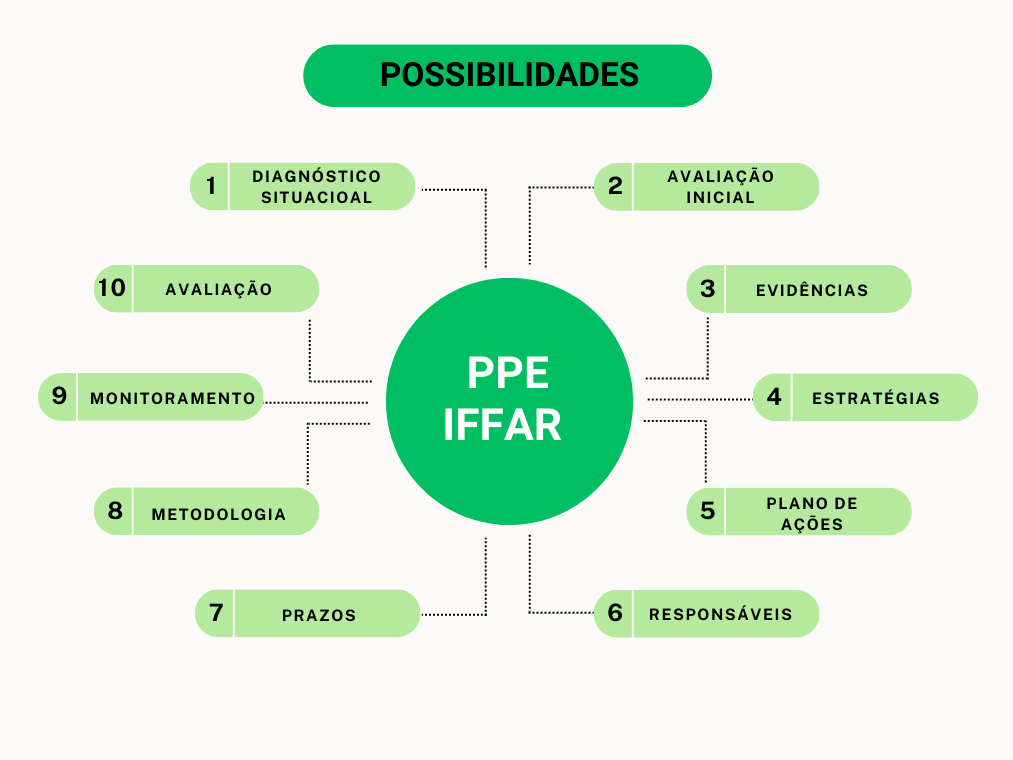 POSSIBILIDADES
1 DIAGNÓSTICO
SITUACIOAL
2 AVALIAÇÃO
INICIAL
10 AVALIAÇÃO
3 EVIDÊNCIAS
PPE
IFFAR
9 MONITORAMENTO
4 ESTRATÉGIAS
8 METODOLOGIA
5 PLANO DE
AÇÕES
7 PRAZOS
6 RESPONSÁVEIS